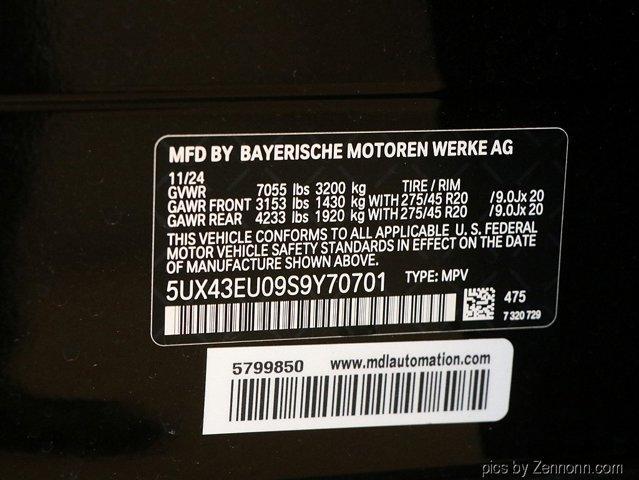 MFD BY BAYERISCHE MOTOREN WERKE AG
11/24
GVWR 7055 lbs 3200 kg TIRE / RIM
GAWR FRONT 3153 lbs 1430 kg WITH 275/45 R20 /9.0Jx 20
GAWR REAR 4233 lbs 1920 kg WITH 275/45 R20 /9.0Jx 20
THIS VEHICLE CONFORMS TO ALL APPLICABLE U. S. FEDERAL
MOTOR VEHICLE SAFETY STANDARDS IN EFFECT ON THE DATE
OF MANUFACTURE SHOWN ABOVE.
5UX43EU09S9Y70701 TYPE: MPV
475
7 320 729
5799850 www.mdlautomation.com
pics by Zennonn.com